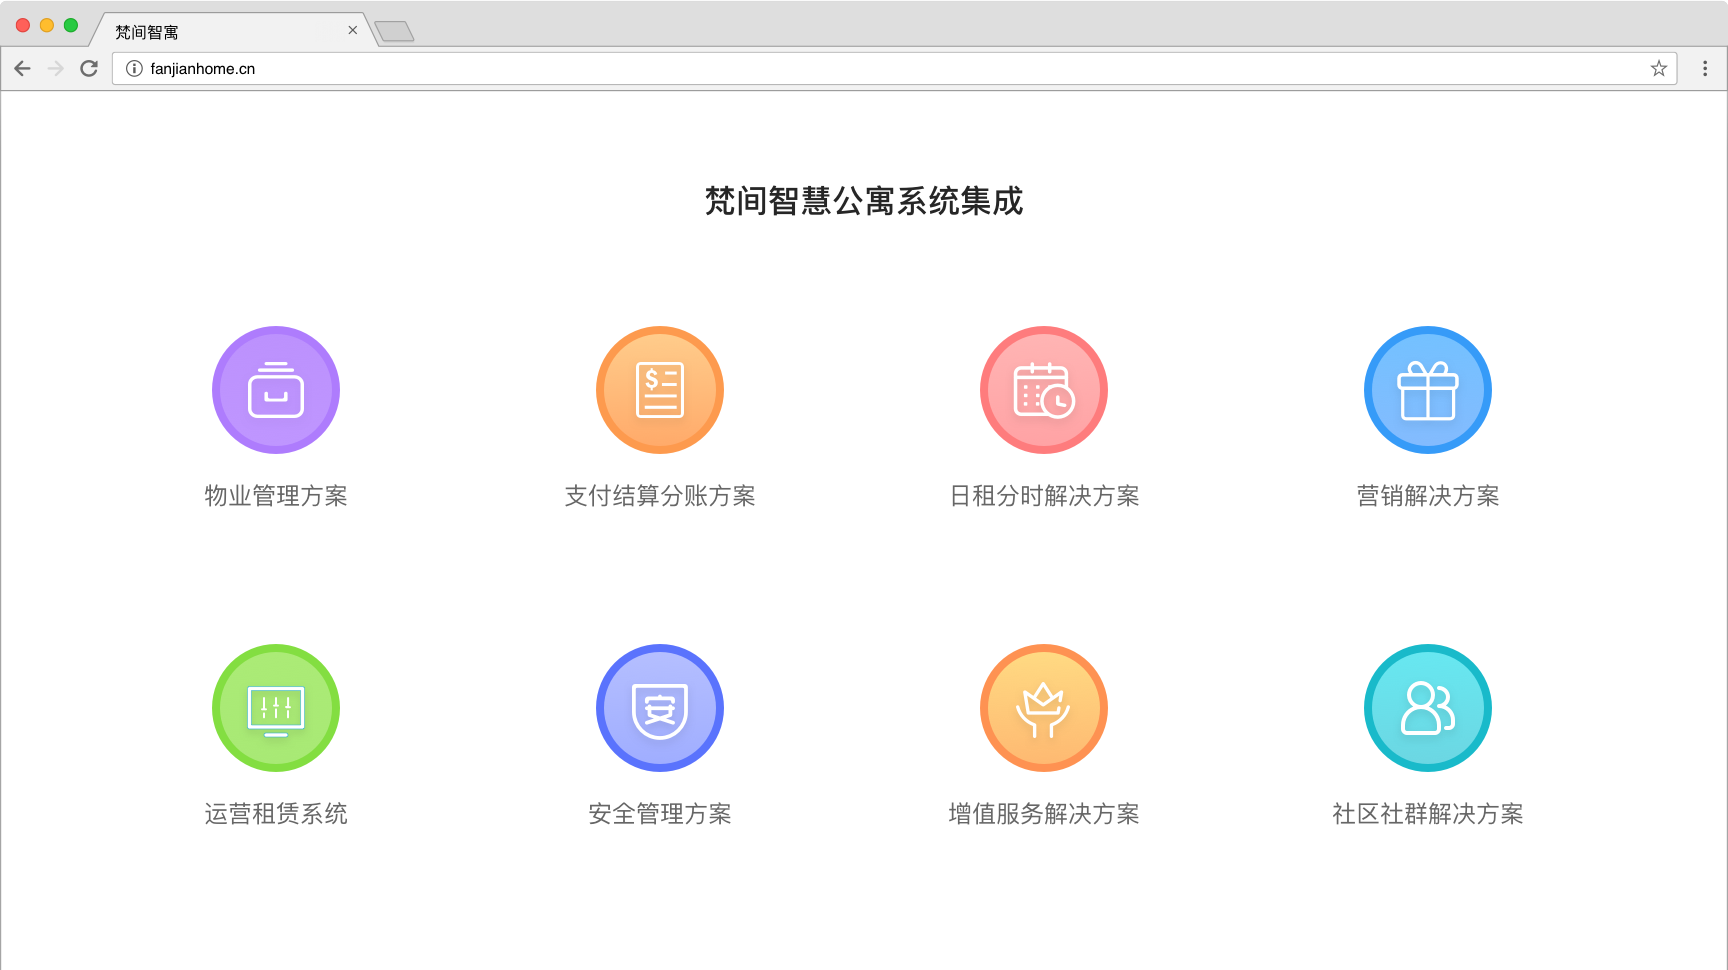 梵间智寓
fanjianhome.cn
梵间智慧公寓系统集成
物业管理方案
支付结算分账方案
日租分时解决方案
营销解决方案
安
运营租赁系统
安全管理方案
增值服务解决方案
社区社群解决方案